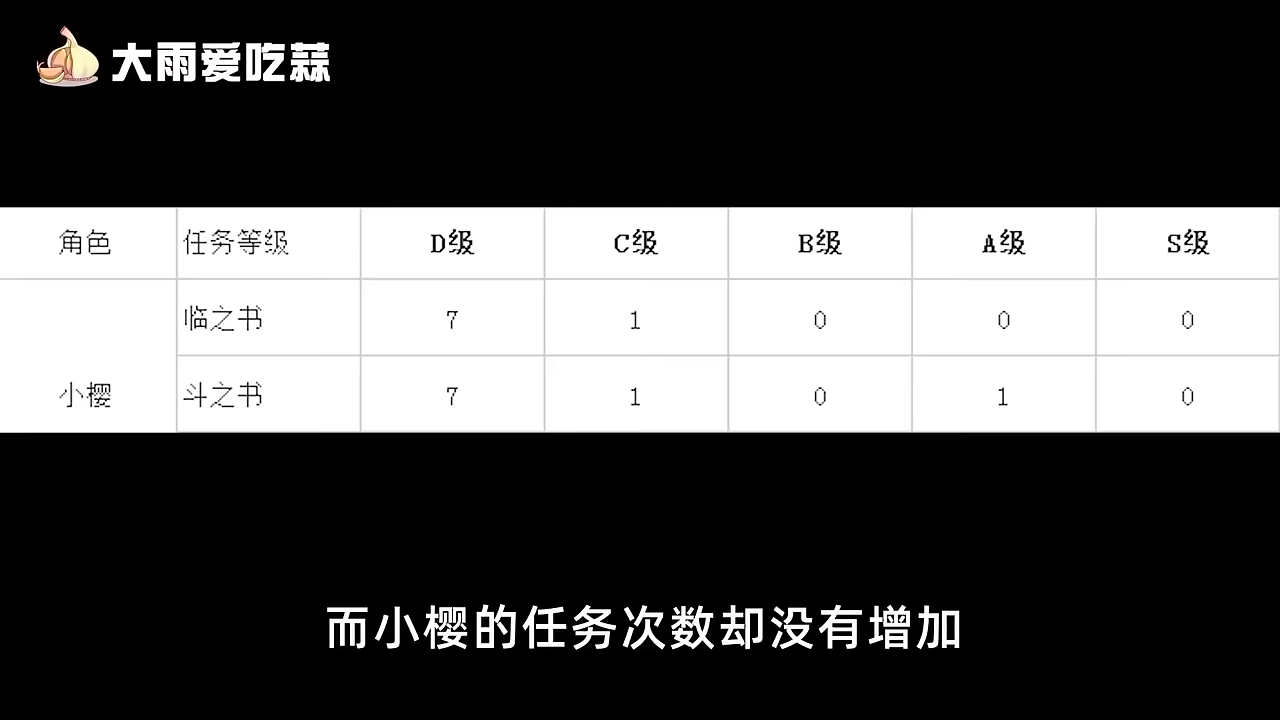 大雨爱吃蒜
角色 任务等级 D级 C级 B级 A级 S级
临之书 7 1 0 0 0
小樱 斗之书 7 1 0 1 0
而小樱的任务次数却没有增加